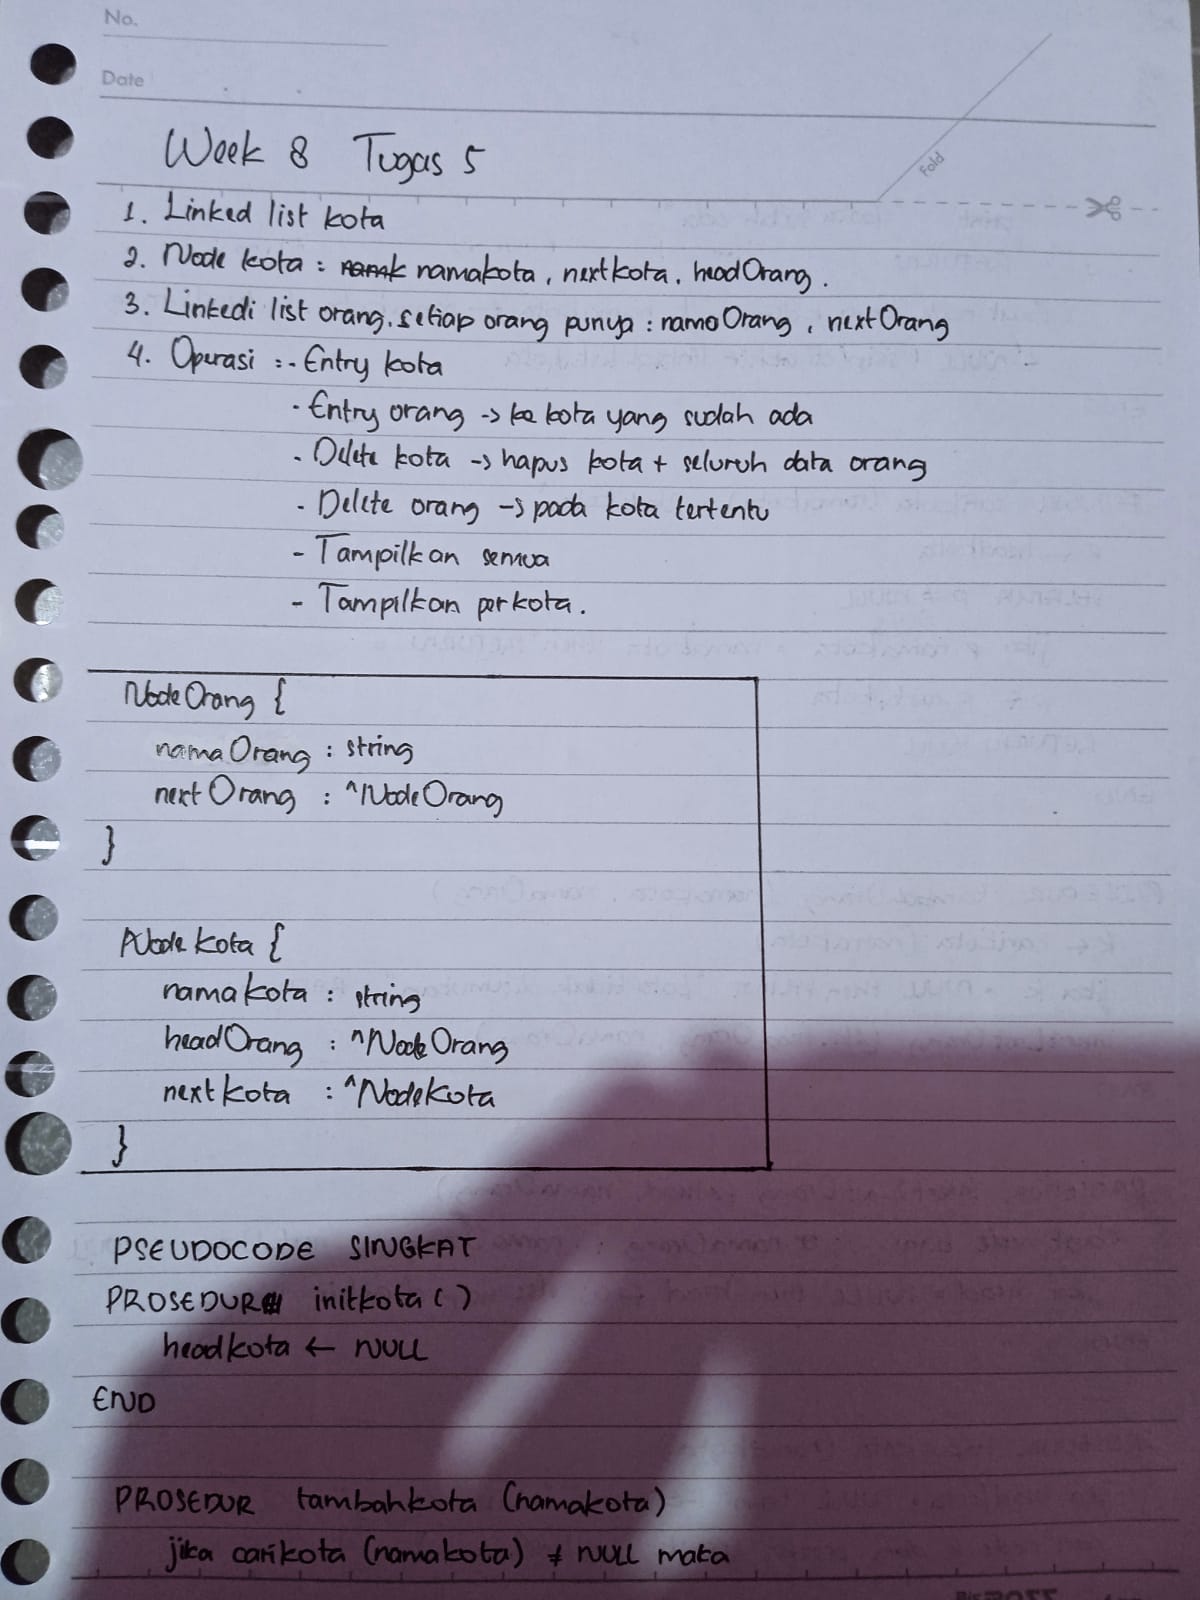 No.
Date
Fold
Week 8 Tugas 5
1. Linked list kota
2. Node kota : namakota, nextkota, headOrang.
3. Linkedi list orang, setiap orang punya : namaOrang, nextOrang
4. Operasi : - Entry kota
- Entry orang -> ke kota yang sudah ada
- Delete kota -> hapus kota + seluruh data orang
- Delete orang -> pada kota tertentu
- Tampilkan semua
- Tampilkan perkota.
NodeOrang {
namaOrang : string
nextOrang : ^NodeOrang
}
Node kota {
namakota : string
headOrang : ^NodeOrang
nextkota : ^NodeKota
}
PSEUDOCODE SINGKAT
PROSEDUR initkota ( )
headkota ← NULL
END
PROSEDUR tambahkota (namakota)
jika carikota (namakota) ≠ NULL maka